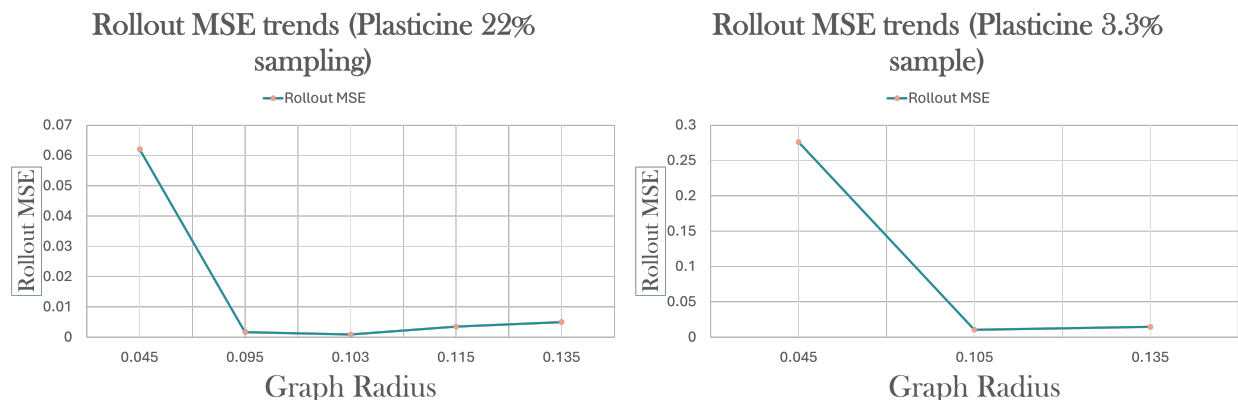 Rollout MSE trends (Plasticine 22%
sampling)
Rollout MSE
0.07
0.06
0.05
0.04
0.03
0.02
0.01
0
Rollout MSE
0.045 0.095 0.103 0.115 0.135
Graph Radius
Rollout MSE trends (Plasticine 3.3%
sample)
Rollout MSE
0.3
0.25
0.2
0.15
0.1
0.05
0
Rollout MSE
0.045 0.105 0.135
Graph Radius